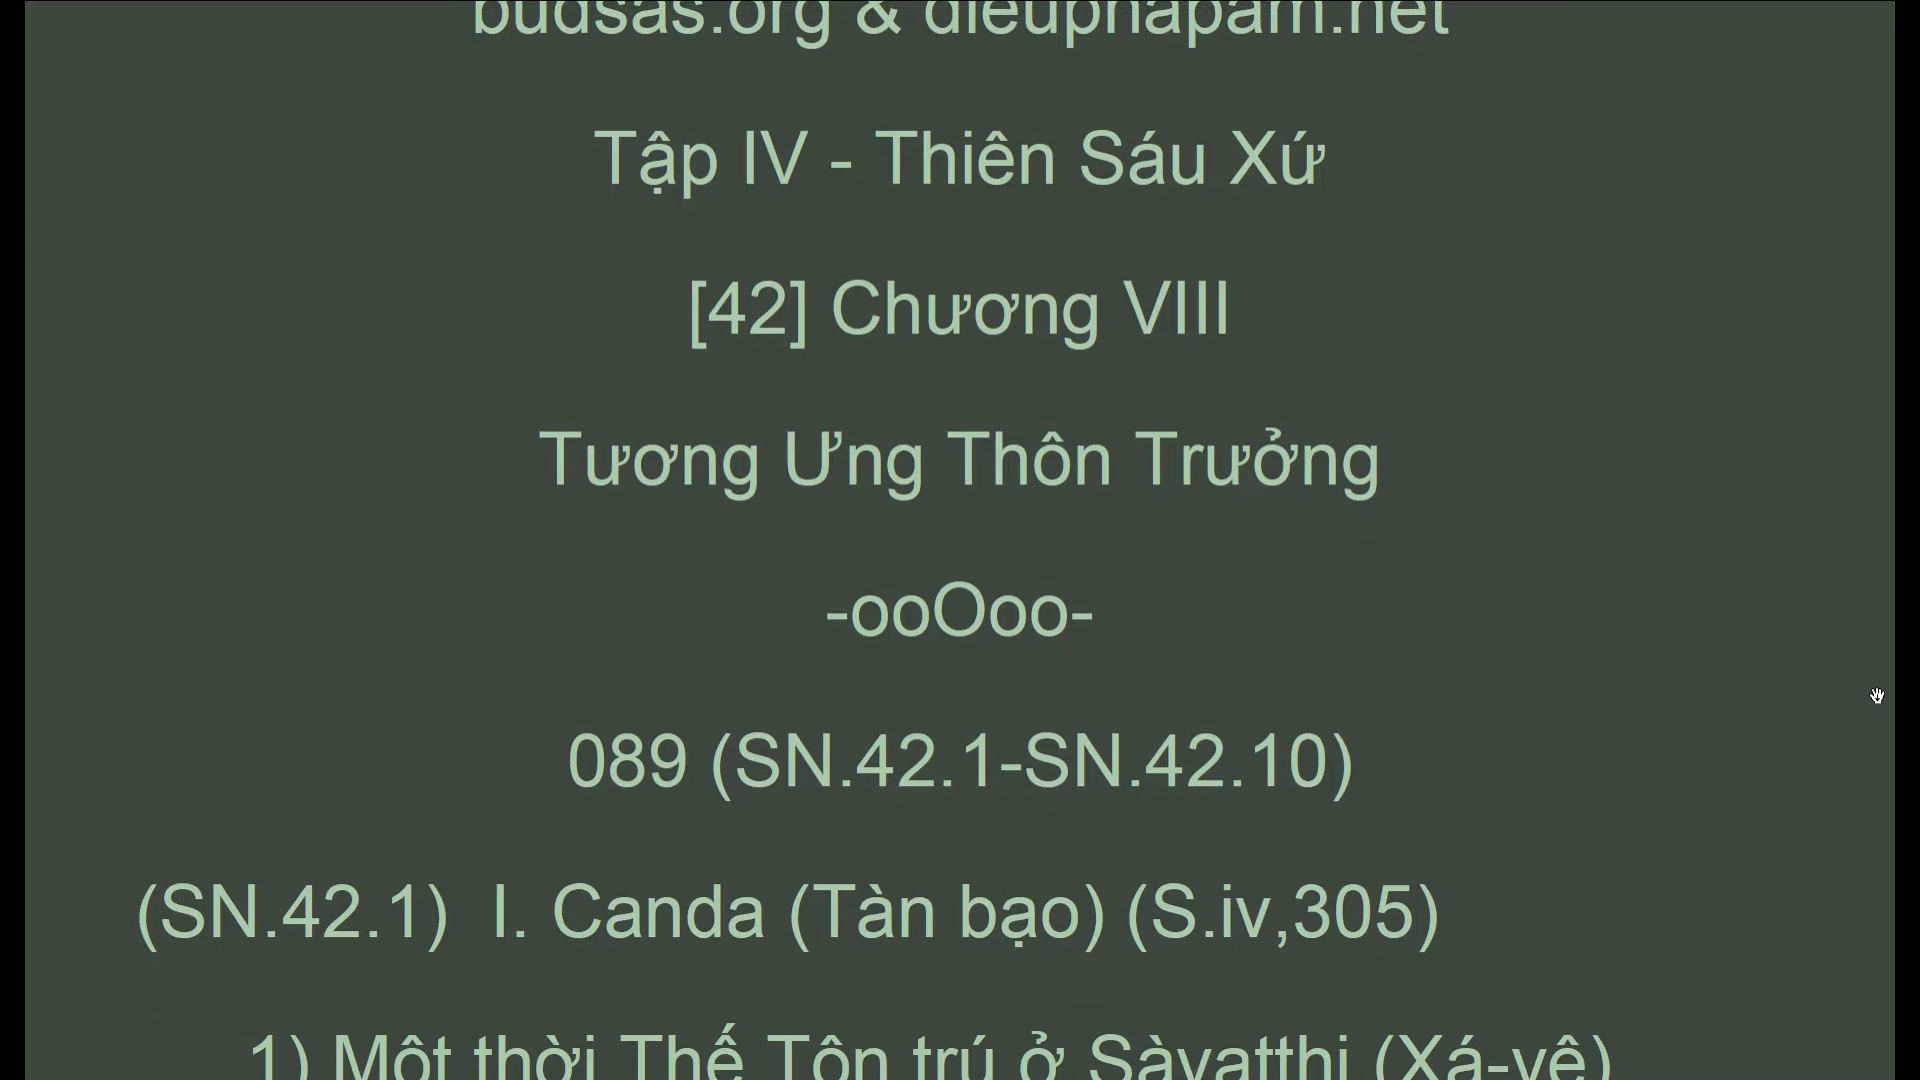 budsas.org & dieuphapam.net
Tập IV - Thiên Sáu Xứ
[42] Chương VIII
Tương Ưng Thôn Trưởng
-ooOoo-
089 (SN.42.1-SN.42.10)
(SN.42.1) I. Canda (Tàn bạo) (S.iv,305)
1) Một thời Thế Tôn trú ở Sàvatthi (Xá-vệ)